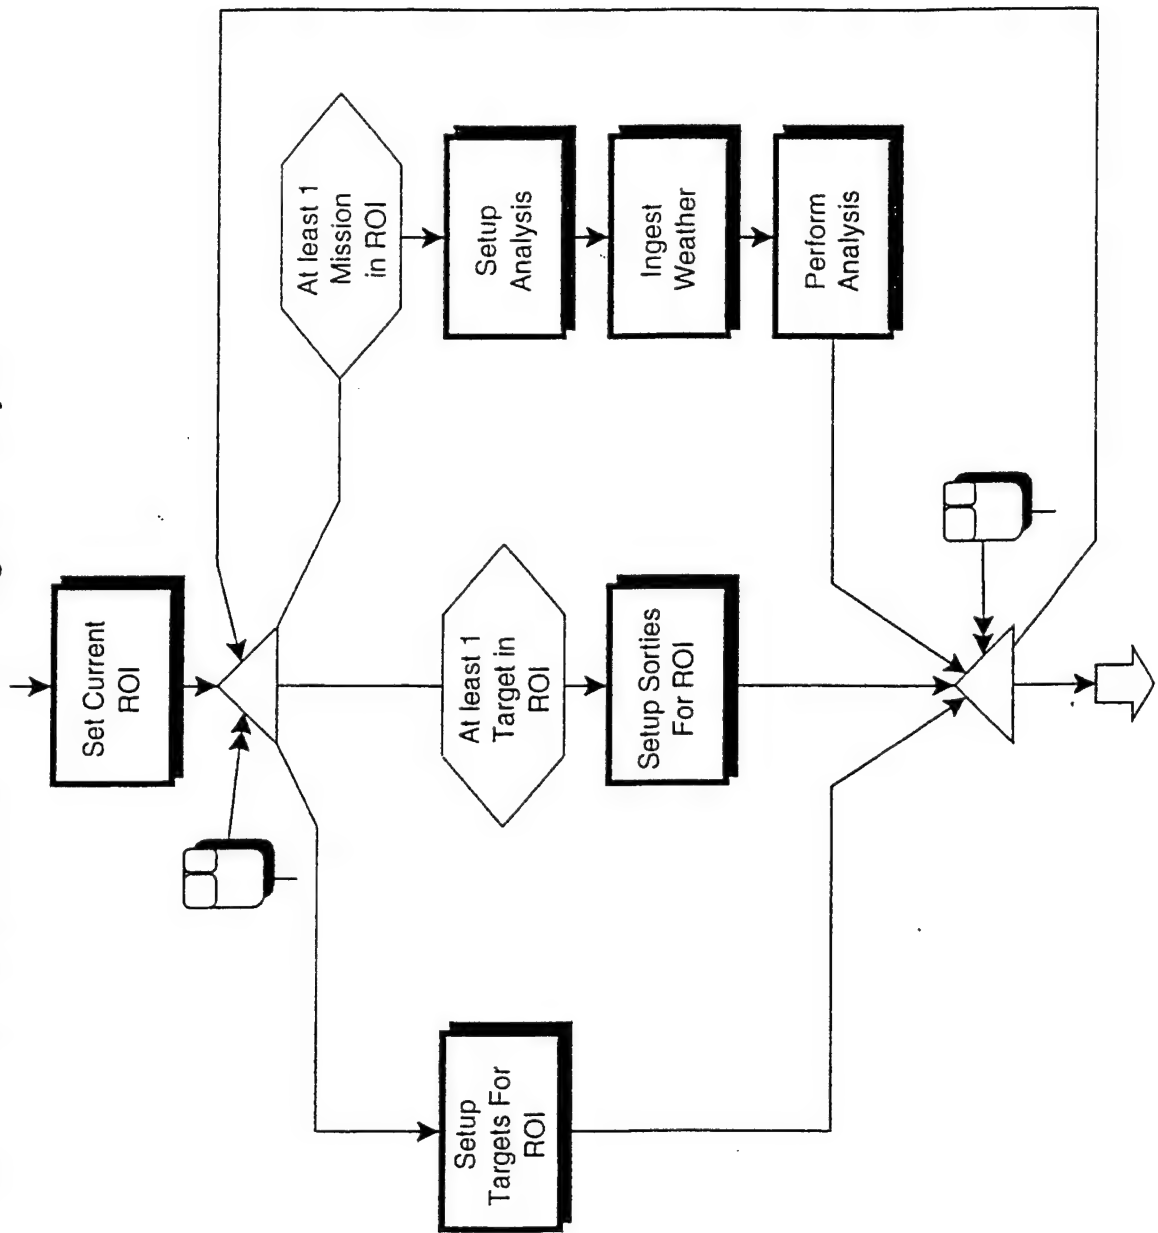 Set Current
ROI
At least 1
Mission
in ROI
Setup
Analysis
Ingest
Weather
Perform
Analysis
At least 1
Target in
ROI
Setup Sorties
For ROI
Setup
Targets For
ROI